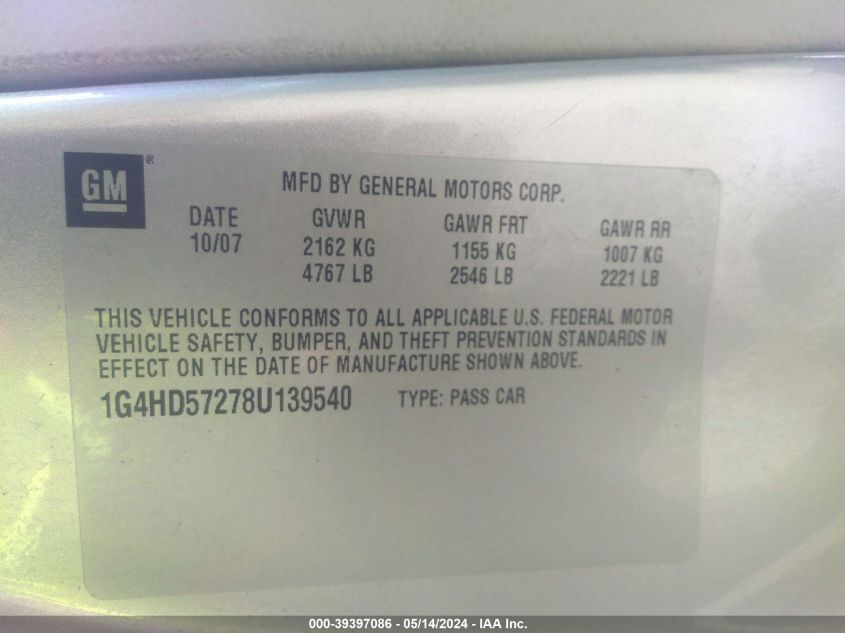 GM®
MFD BY GENERAL MOTORS CORP.
DATE GVWR GAWR FRT GAWR RR
10/07 2162 KG 1155 KG 1007 KG
4767 LB 2546 LB 2221 LB
THIS VEHICLE CONFORMS TO ALL APPLICABLE U.S. FEDERAL MOTOR
VEHICLE SAFETY, BUMPER, AND THEFT PREVENTION STANDARDS IN
EFFECT ON THE DATE OF MANUFACTURE SHOWN ABOVE.
1G4HD57278U139540 TYPE: PASS CAR
000-39397086 - 05/14/2024 - IAA Inc.